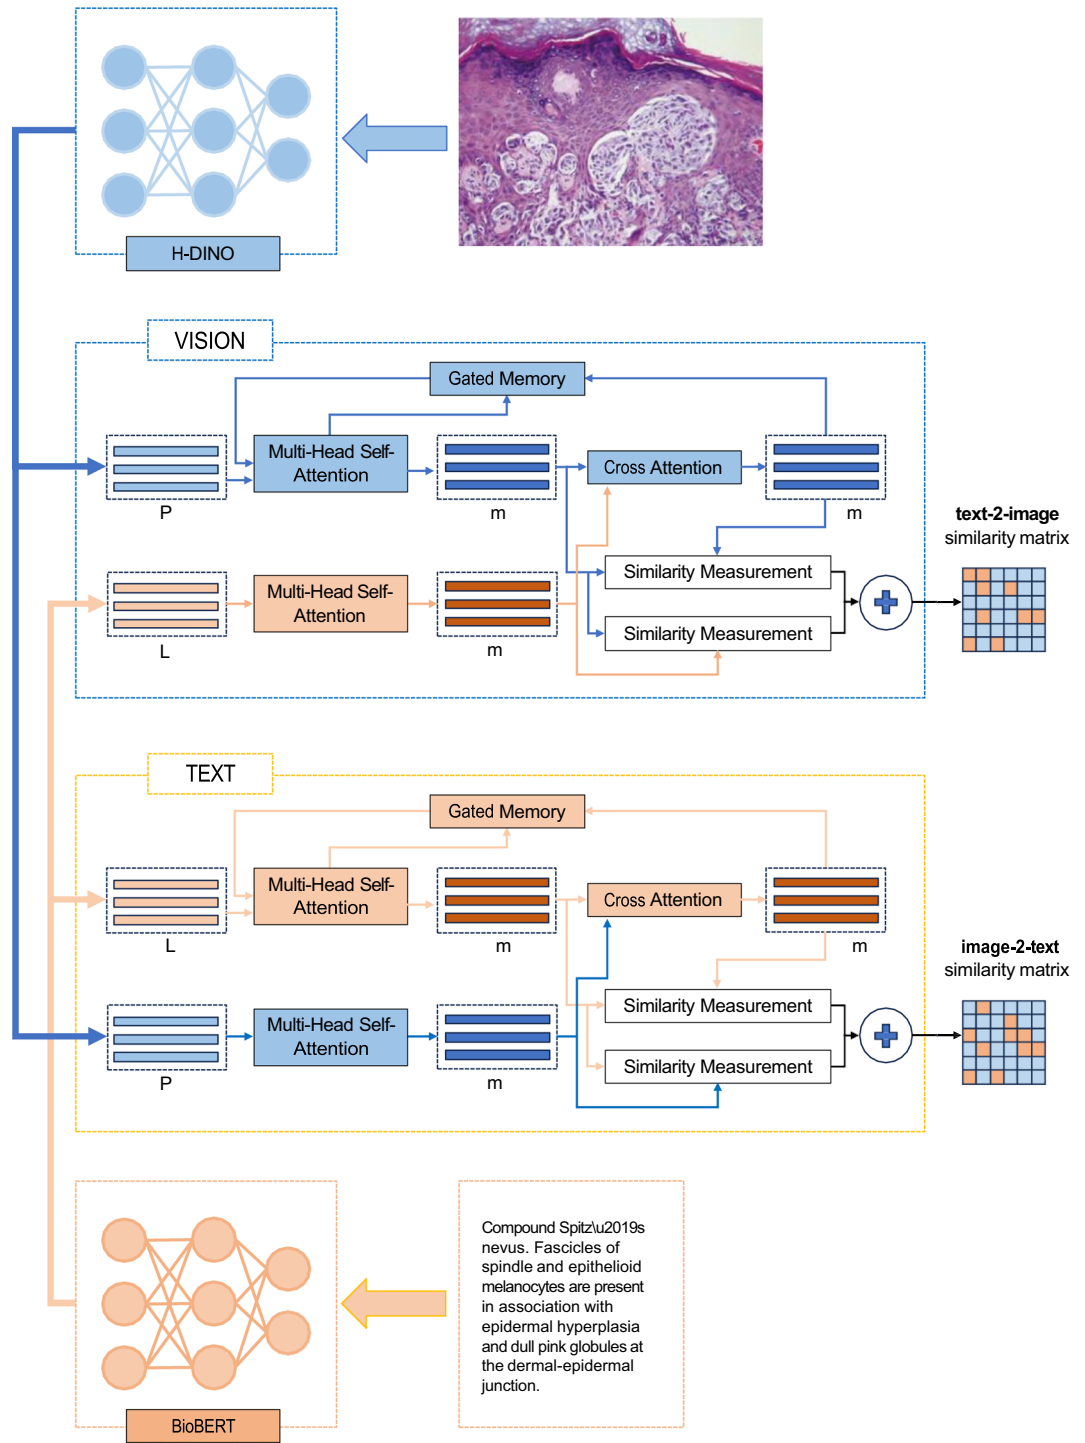 H-DINO
VISION
Gated Memory
Multi-Head Self-
Attention
Cross Attention
P
m
m
text-2-image
similarity matrix
Similarity Measurement
Multi-Head Self-
Attention
Similarity Measurement
L
m
TEXT
Gated Memory
Multi-Head Self-
Attention
Cross Attention
L
m
m
image-2-text
similarity matrix
Similarity Measurement
Multi-Head Self-
Attention
Similarity Measurement
P
m
Compound Spitz\u2019s
nevus. Fascicles of
spindle and epithelioid
melanocytes are present
in association with
epidermal hyperplasia
and dull pink globules at
the dermal-epidermal
junction.
BioBERT